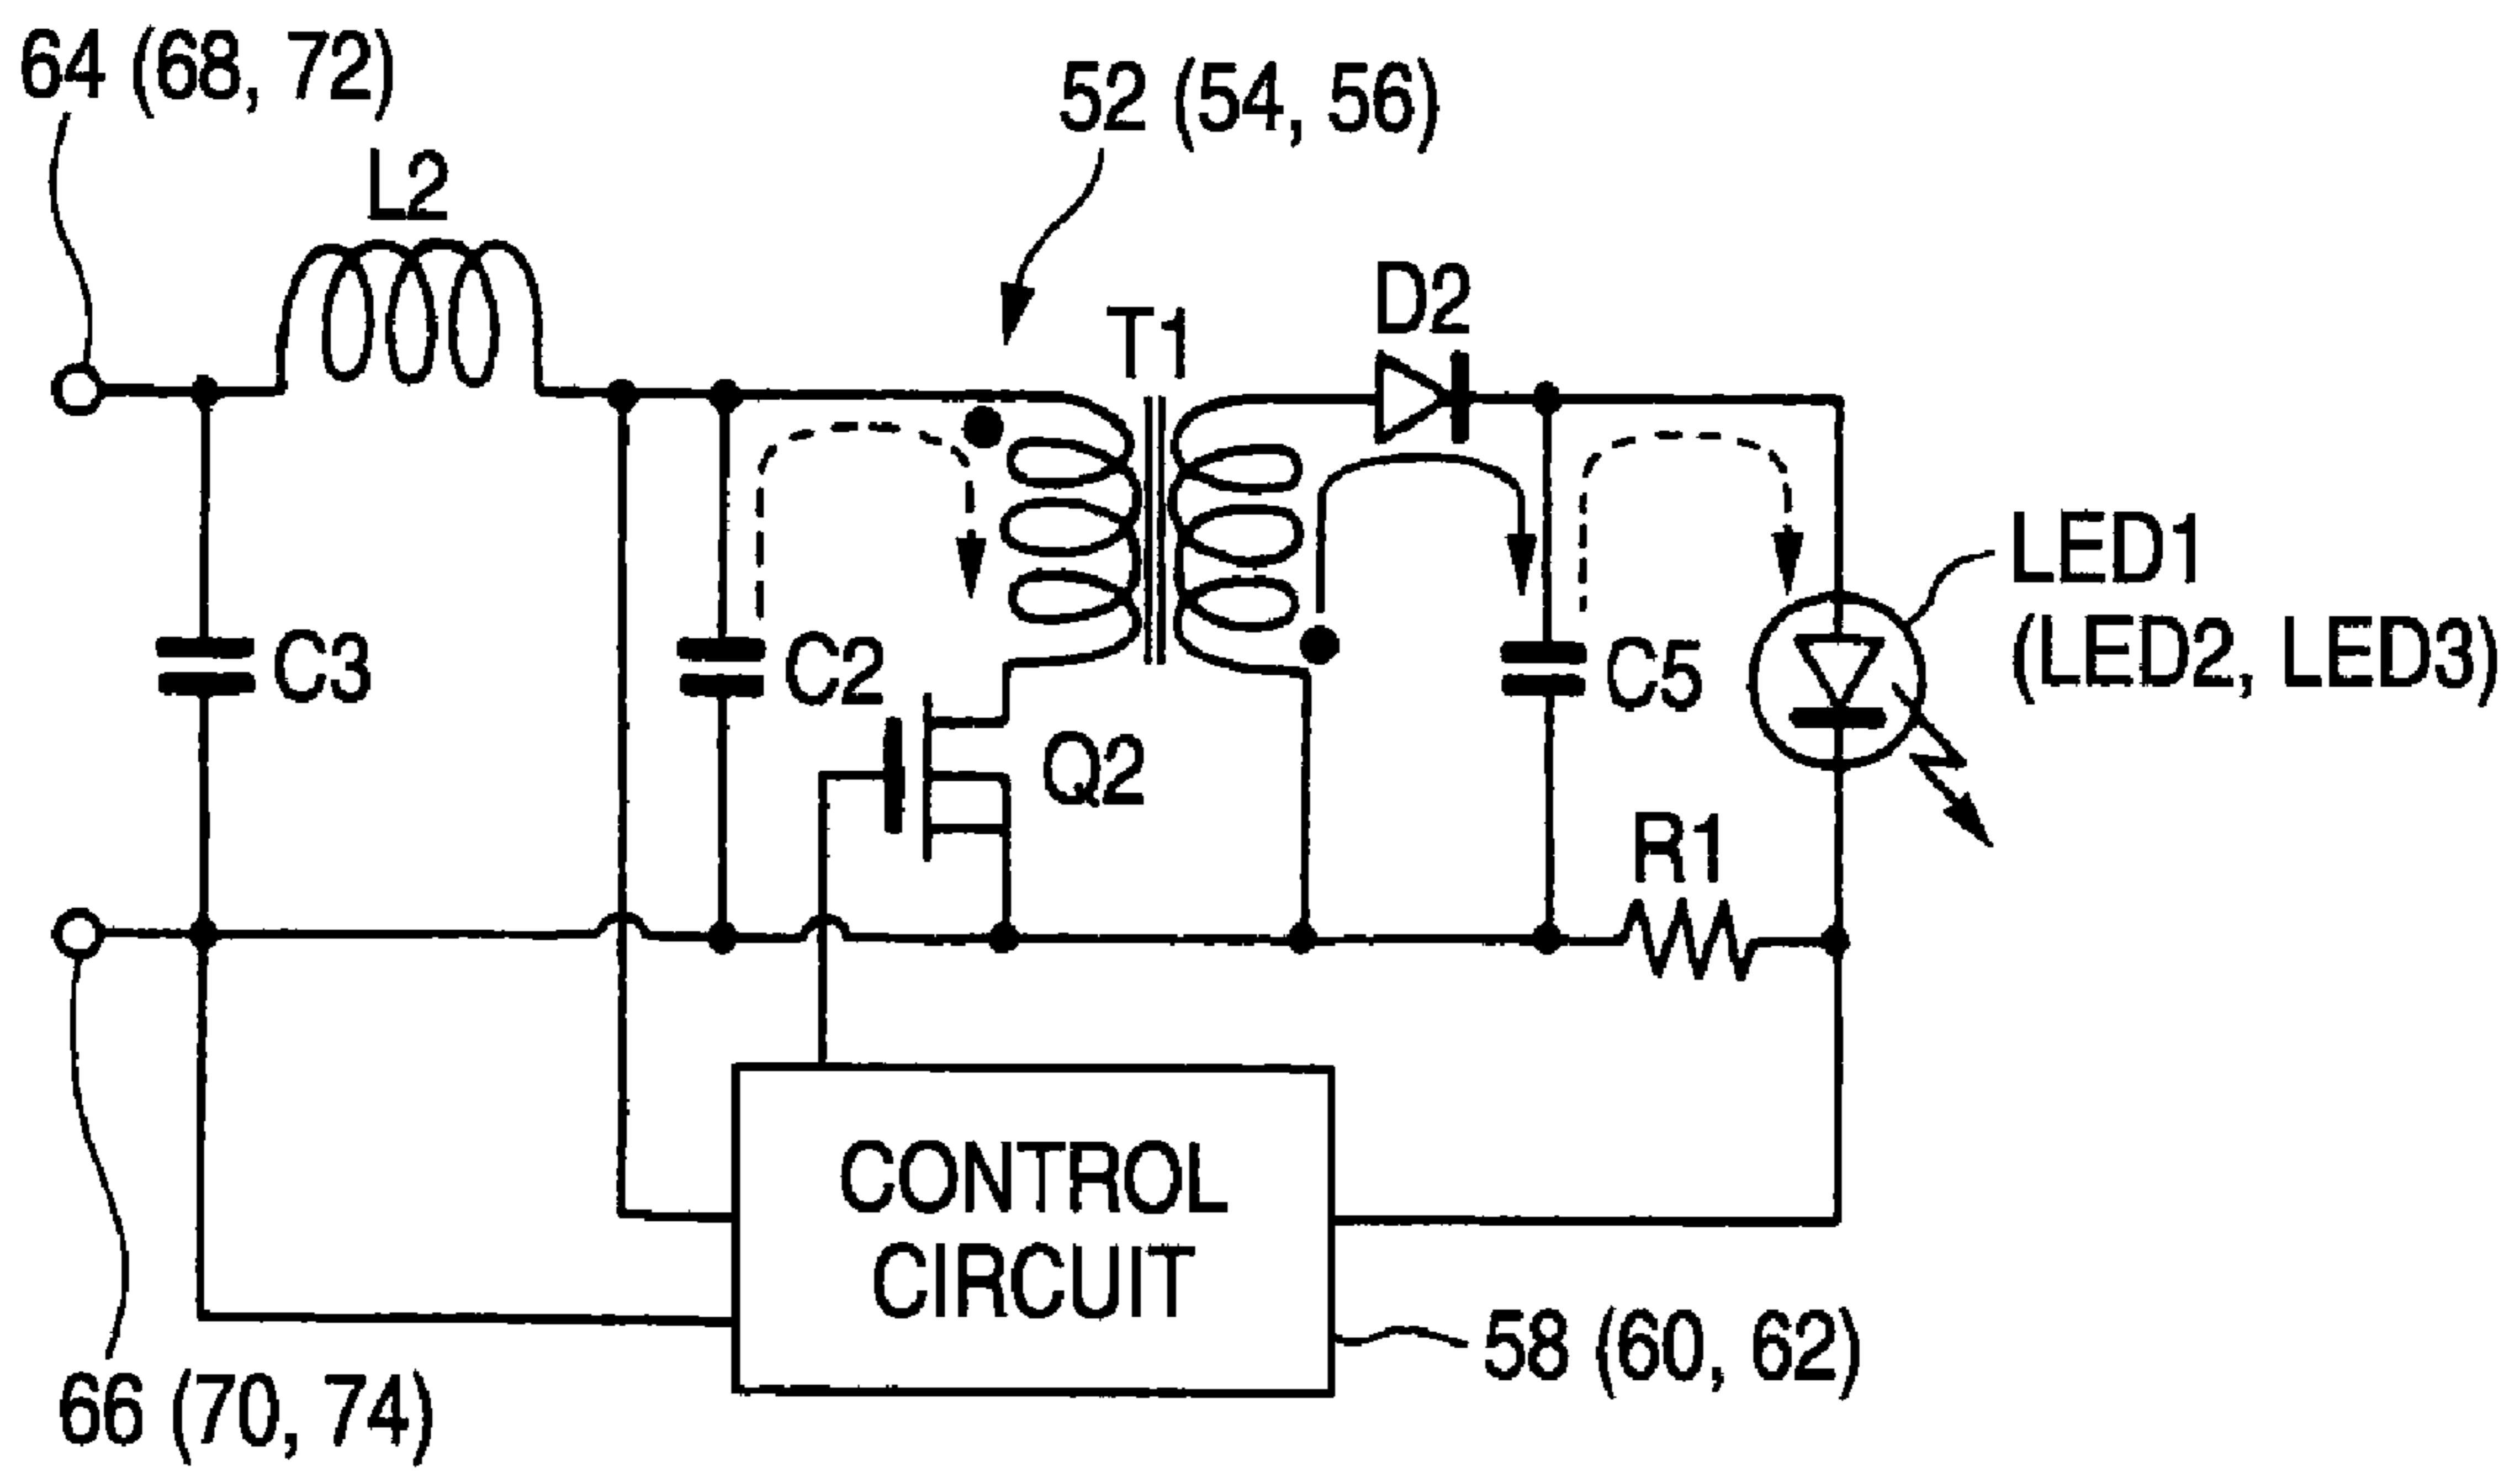 64 (68, 72)
52 (54, 56)
L2
D2
T1
LED1
(LED2, LED3)
C3
C2
C5
Q2
R1
CONTROL
CIRCUIT
58 (60, 62)
66 (70, 74)